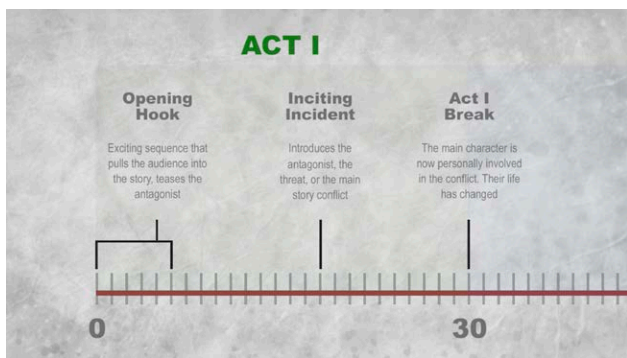 ACT I
Opening
Hook
Exciting sequence that
pulls the audience into
the story, teases the
antagonist
Inciting
Incident
Introduces the
antagonist, the
threat, or the main
story conflict
Act I
Break
The main character is
now personally involved
in the conflict. Their life
has changed
0
30